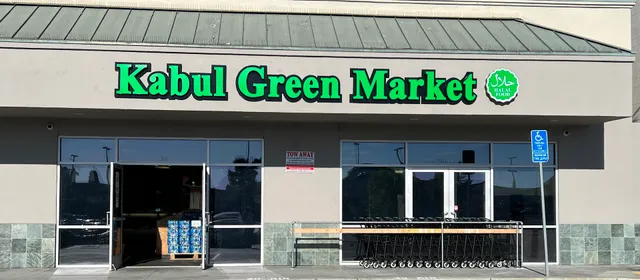 Kabul Green Market
حلال
HALAL
FOOD
TOW AWAY